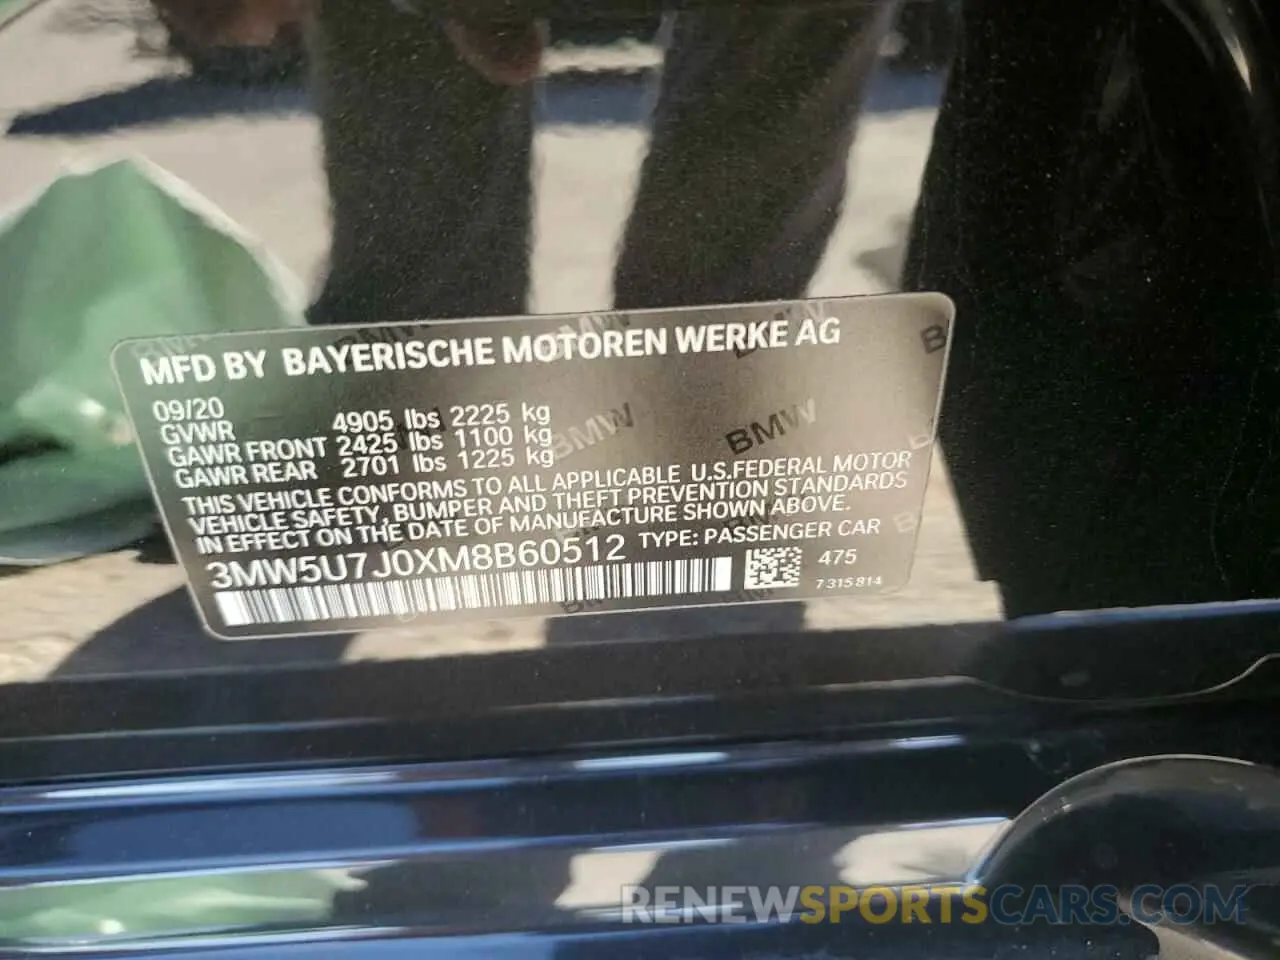 MFD BY BAYERISCHE MOTOREN WERKE AG
09/20
GVWR 4905 lbs 2225 kg
GAWR FRONT 2425 lbs 1100 kg
GAWR REAR 2701 lbs 1225 kg
THIS VEHICLE CONFORMS TO ALL APPLICABLE U.S.FEDERAL MOTOR
VEHICLE SAFETY, BUMPER AND THEFT PREVENTION STANDARDS
IN EFFECT ON THE DATE OF MANUFACTURE SHOWN ABOVE.
3MW5U7J0XM8B60512 TYPE: PASSENGER CAR
475
7315814
BMW BMW
RENEWSPORTSCARS.COM